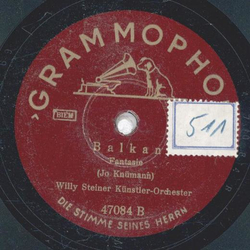 GRAMMOPHO
BIEM
Balkan
Fantasie
(Jo Knümann)
Willy Steiner Künstler-Orchester
47084 B
DIE STIMME SEINES HERRN
511